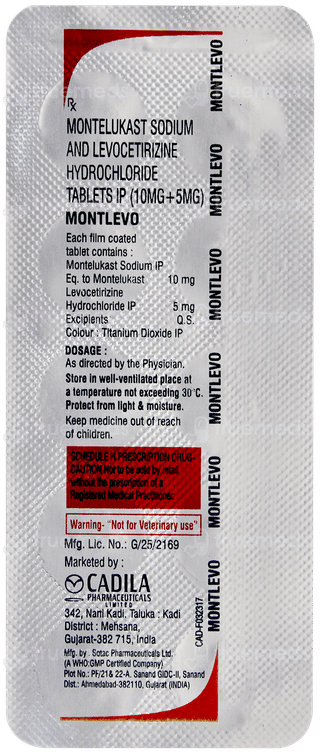 Rx
MONTELUKAST SODIUM
AND LEVOCETIRIZINE
HYDROCHLORIDE
TABLETS IP (10MG+5MG)
MONTLEVO
Each film coated
tablet contains :
Montelukast Sodium IP
Eq. to Montelukast 10 mg
Levocetirizine
Hydrochloride IP 5 mg
Excipients Q.S.
Colour : Titanium Dioxide IP
DOSAGE :
As directed by the Physician.
Store in well-ventilated place at
a temperature not exceeding 30°C.
Protect from light & moisture.
Keep medicine out of reach
of children.
SCHEDULE H PRESCRIPTION DRUG-
CAUTION Not to be sold by retail
without the prescription of a
Registered Medical Practitioner.
Warning- "Not for Veterinary use"
Mfg. Lic. No.: G/25/2169
Marketed by :
CADILA
PHARMACEUTICALS
LIMITED
342, Nani Kadi, Taluka : Kadi
District : Mehsana,
Gujarat-382 715, India
Mfg. by : Sotac Pharmaceuticals Ltd.
(A WHO:GMP Certified Company)
Plot No.: PF/21& 22-A, Sanand GIDC-II, Sanand
Dist.: Ahmedabad-382110, Gujarat (INDIA)
MONTLEVO
MONTLEVO
MONTLEVO
MONTLEVO
MONTLEVO
MONTLEVO
MONTLEVO
MONTLEVO
CAD-F032317